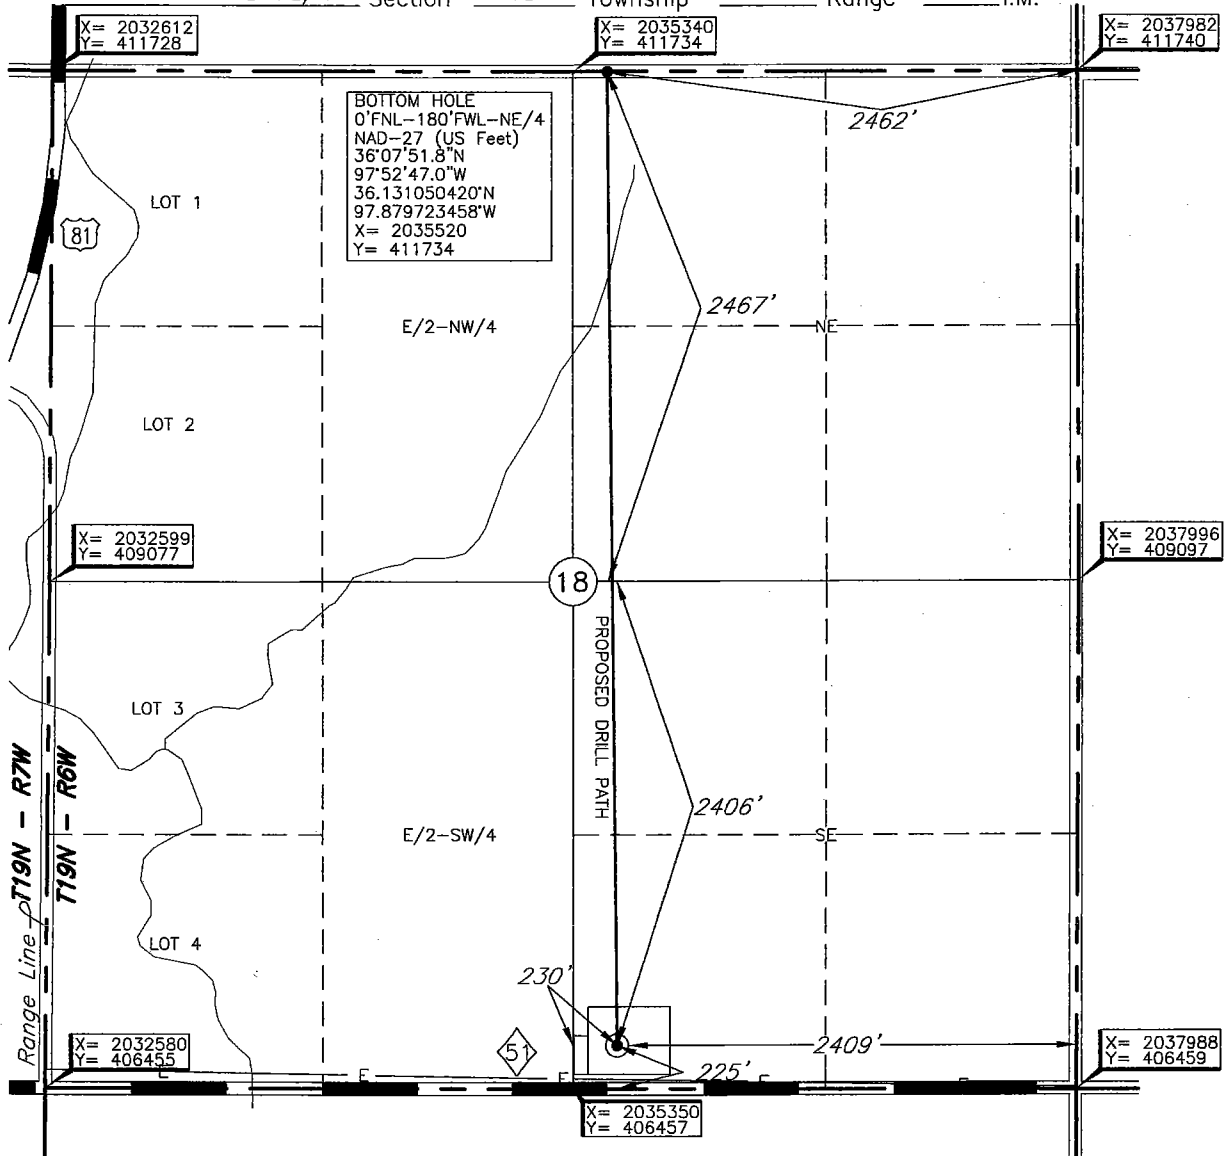 Section Township Range I.M.
X= 2032612
Y= 411728
X= 2035340
Y= 411734
X= 2037982
Y= 411740
2462'
BOTTOM HOLE
0'FNL-180'FWL-NE/4
NAD-27 (US Feet)
36°07'51.8"N
97°52'47.0"W
36.131050420°N
97.879723458°W
X= 2035520
Y= 411734
LOT 1
81
2467'
E/2-NW/4
NE
LOT 2
X= 2032599
Y= 409077
X= 2037996
Y= 409097
18
PROPOSED DRILL PATH
LOT 3
T19N - R7W
T19N - R6W
2406'
E/2-SW/4
SE
LOT 4
Range Line
230'
51
2409'
225'
X= 2032580
Y= 406455
X= 2037988
Y= 406459
E
E
E
E
X= 2035350
Y= 406457